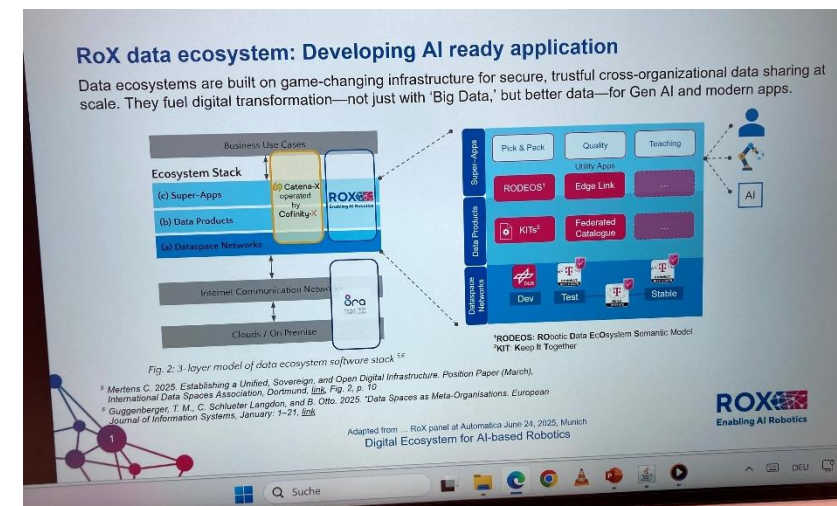 RoX data ecosystem: Developing AI ready application
Data ecosystems are built on game-changing infrastructure for secure, trustful cross-organizational data sharing at
scale. They fuel digital transformation—not just with ‘Big Data,’ but better data—for Gen AI and modern apps.
Business Use Cases
Ecosystem Stack
(c) Super-Apps
(b) Data Products
(a) Dataspace Networks
Catena-X
operated
by
Cofinity-X
ROX
Enabling AI Robotics
Internet Communication Netwo
Clouds / On Premise
Fig. 2: 3-layer model of data ecosystem software stack 5,6
Super-Apps
Pick & Pack
Quality
Teaching
Utility Apps
RODEOS¹
Edge Link
...
Data Products
KITs²
Federated
Catalogue
...
Dataspace
Networks
DLR
Dev
T
Test
T
T
Stable
AI
¹RODEOS: RObotic Data EcOsystem Semantic Model
²KIT: Keep It Together
⁵ Mertens C. 2025. Establishing a Unified, Sovereign, and Open Digital Infrastructure. Position Paper (March),
International Data Spaces Association, Dortmund, link, Fig. 2, p. 10
⁶ Guggenberger, T. M., C. Schlueter Langdon, and B. Otto. 2025. “Data Spaces as Meta-Organisations. European
Journal of Information Systems, January: 1–21, link
1
Adapted from ... RoX panel at Automatica June 24, 2025, Munich
Digital Ecosystem for AI-based Robotics
ROX
Enabling AI Robotics
Suche
DEU